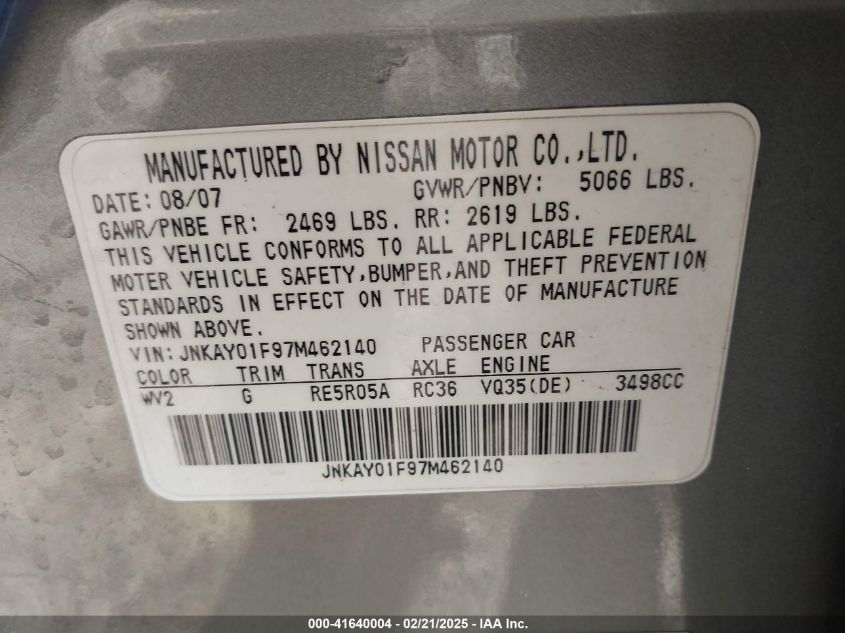 MANUFACTURED BY NISSAN MOTOR CO.,LTD.
DATE: 08/07 GVWR/PNBV: 5066 LBS.
GAWR/PNBE FR: 2469 LBS. RR: 2619 LBS.
THIS VEHICLE CONFORMS TO ALL APPLICABLE FEDERAL
MOTER VEHICLE SAFETY,BUMPER,AND THEFT PREVENTION
STANDARDS IN EFFECT ON THE DATE OF MANUFACTURE
SHOWN ABOVE.
VIN: JNKAY01F97M462140 PASSENGER CAR
COLOR TRIM TRANS AXLE ENGINE
WV2 G RE5R05A RC36 VQ35(DE) 3498CC
JNKAY01F97M462140
000-41640004 - 02/21/2025 - IAA Inc.